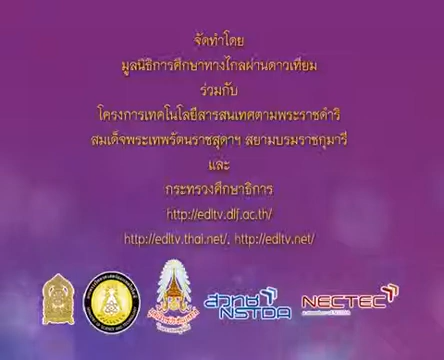 จัดทำโดย
มูลนิธิการศึกษาทางไกลผ่านดาวเทียม
ร่วมกับ
โครงการเทคโนโลยีสารสนเทศตามพระราชดำริ
สมเด็จพระเทพรัตนราชสุดาฯ สยามบรมราชกุมารี
และ
กระทรวงศึกษาธิการ
http://edltv.dlf.ac.th/
http://edltv.thai.net/, http://edltv.net/
สวทช NECTEC
NSTDA